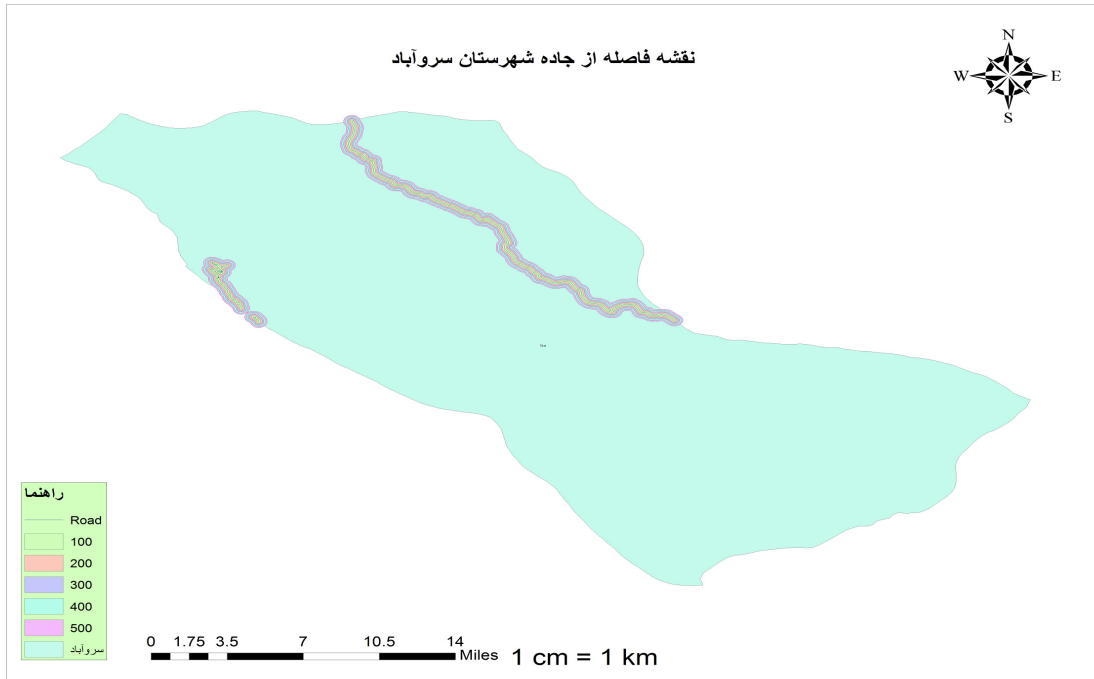 نقشه فاصله از جاده شهرستان سروآباد
N
W E
S
راهنما
Road
100
200
300
400
500
سروآباد
0 1.75 3.5 7 10.5 14
Miles 1 cm = 1 km